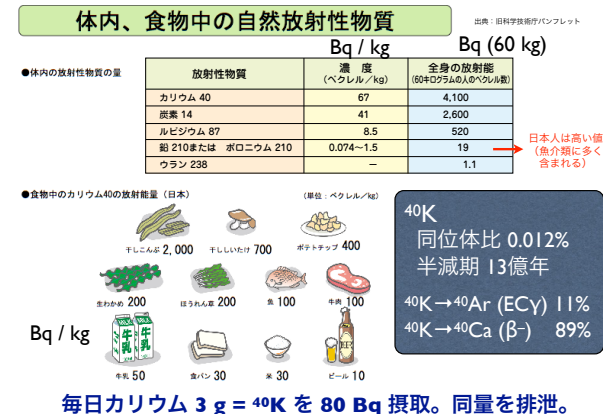 体内、食物中の自然放射性物質
出典：旧科学技術庁パンフレット
Bq / kg
Bq (60 kg)
●体内の放射性物質の量
放射性物質 濃 度 全身の放射能
（ベクレル／kg） （60キログラムの人のベクレル数）
カリウム 40 67 4,100
炭素 14 41 2,600
ルビジウム 87 8.5 520
鉛 210または ポロニウム 210 0.074〜1.5 19
ウラン 238 － 1.1
日本人は高い値
（魚介類に多く
含まれる）
●食物中のカリウム40の放射能量（日本） （単位：ベクレル／kg）
干しこんぶ 2,000 干ししいたけ 700 ポテトチップ 400
生わかめ 200 ほうれん草 200 魚 100 牛肉 100
Bq / kg
MILK
牛乳
牛乳
BEER
牛乳 50 食パン 30 米 30 ビール 10
⁴⁰K
同位体比 0.012%
半減期 13億年
⁴⁰K→⁴⁰Ar (ECγ) 11%
⁴⁰K→⁴⁰Ca (β⁻) 89%
毎日カリウム 3 g = ⁴⁰K を 80 Bq 摂取。同量を排泄。